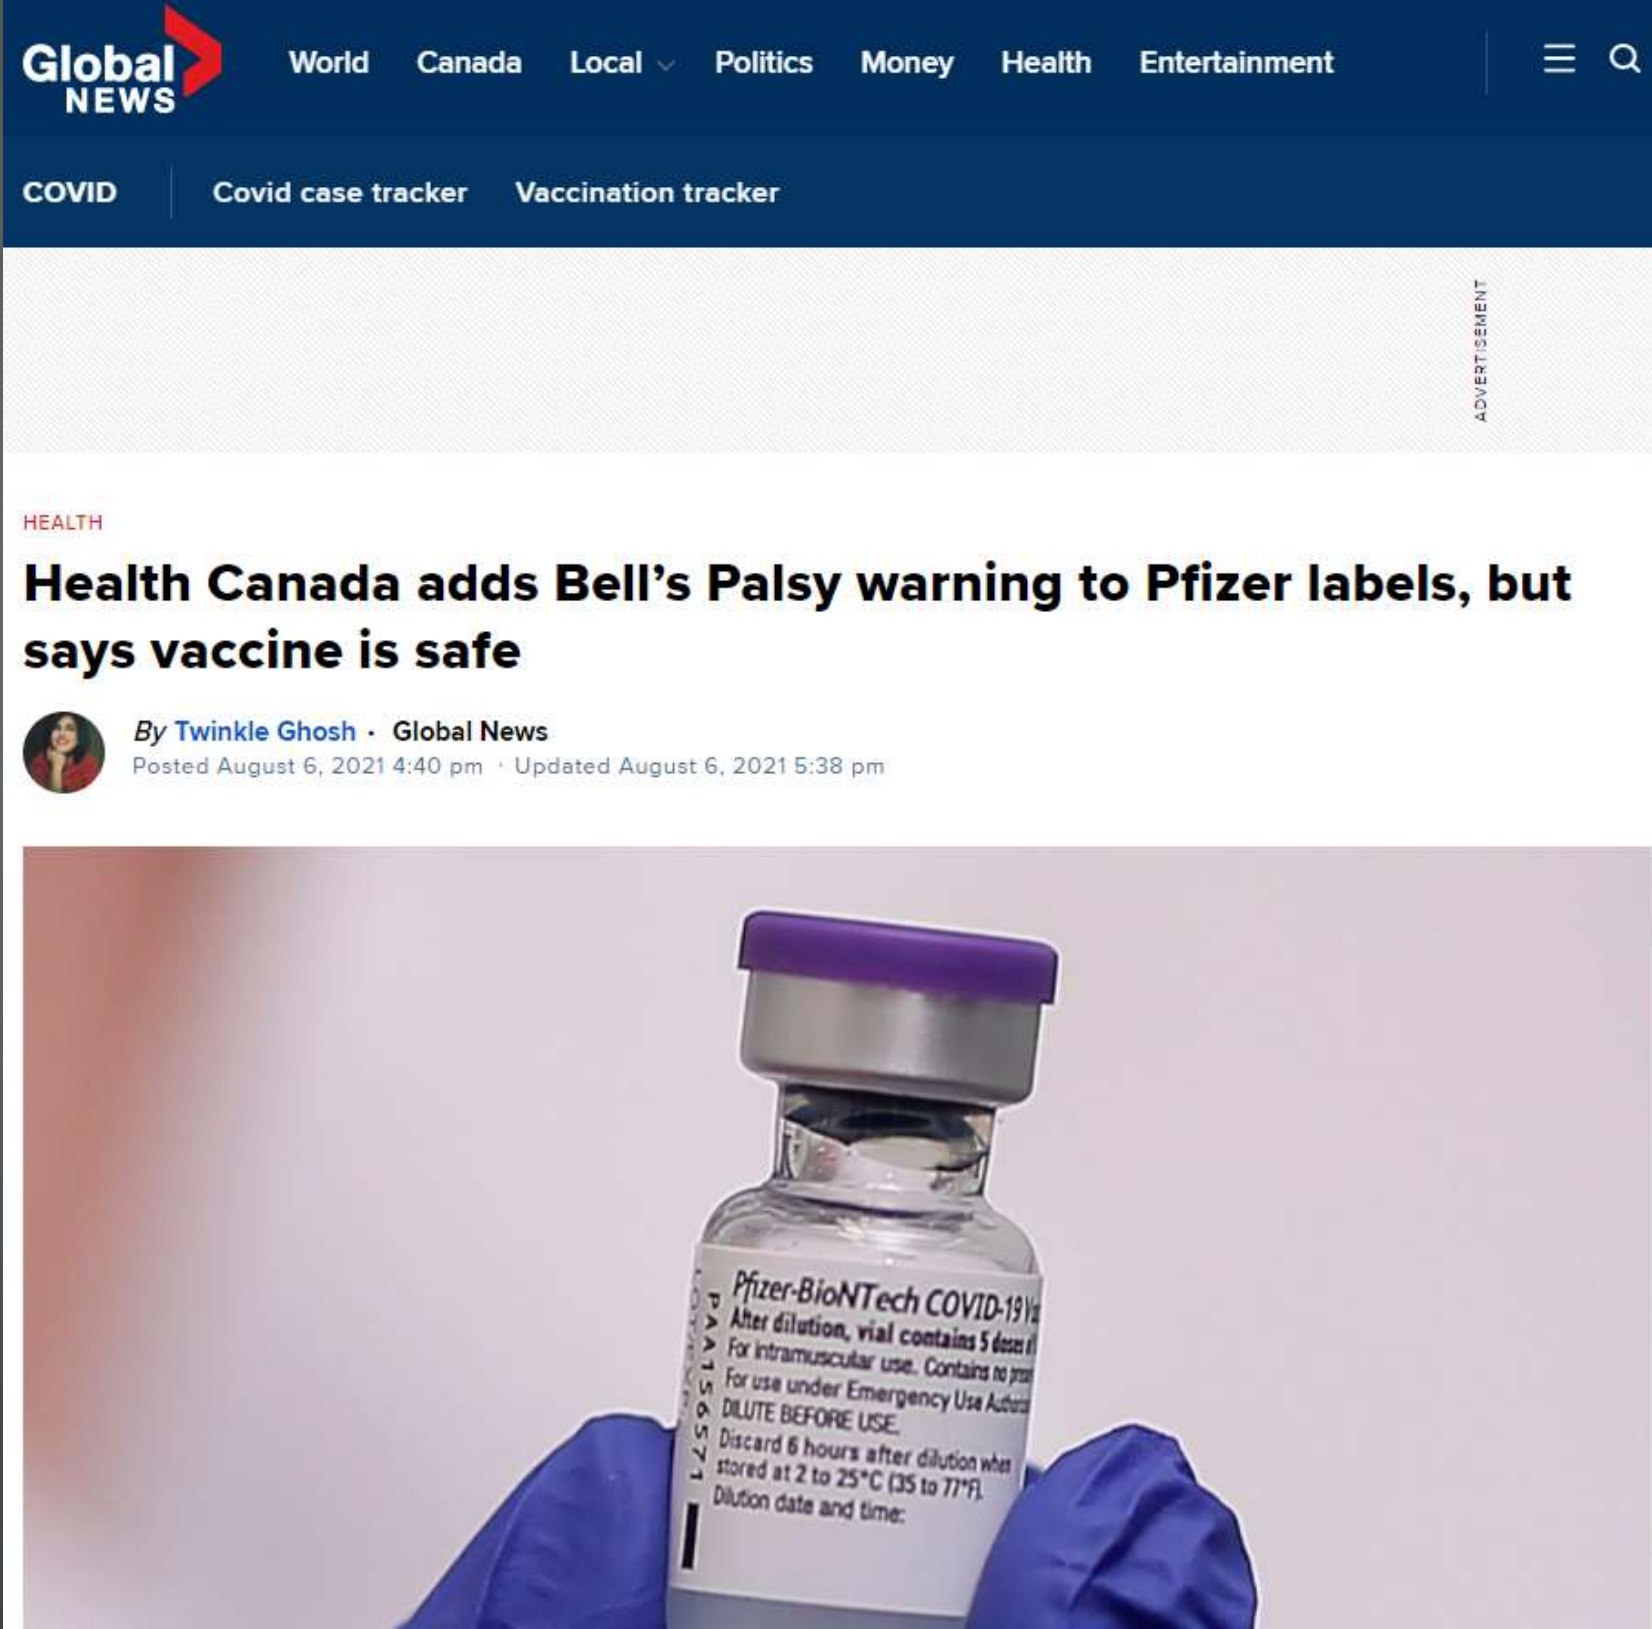 Global
NEWS
World Canada Local Politics Money Health Entertainment
COVID Covid case tracker Vaccination tracker
ADVERTISEMENT
HEALTH
Health Canada adds Bell's Palsy warning to Pfizer labels, but
says vaccine is safe
By Twinkle Ghosh · Global News
Posted August 6, 2021 4:40 pm · Updated August 6, 2021 5:38 pm
Pfizer-BioNTech COVID-19
After dilution, vial contains 5 doses
For intramuscular use. Contains no
For use under Emergency Use
DILUTE BEFORE USE.
Discard 6 hours after dilution when
stored at 2 to 25°C (35 to 77°F).
Dilution date and time:
PAA156571